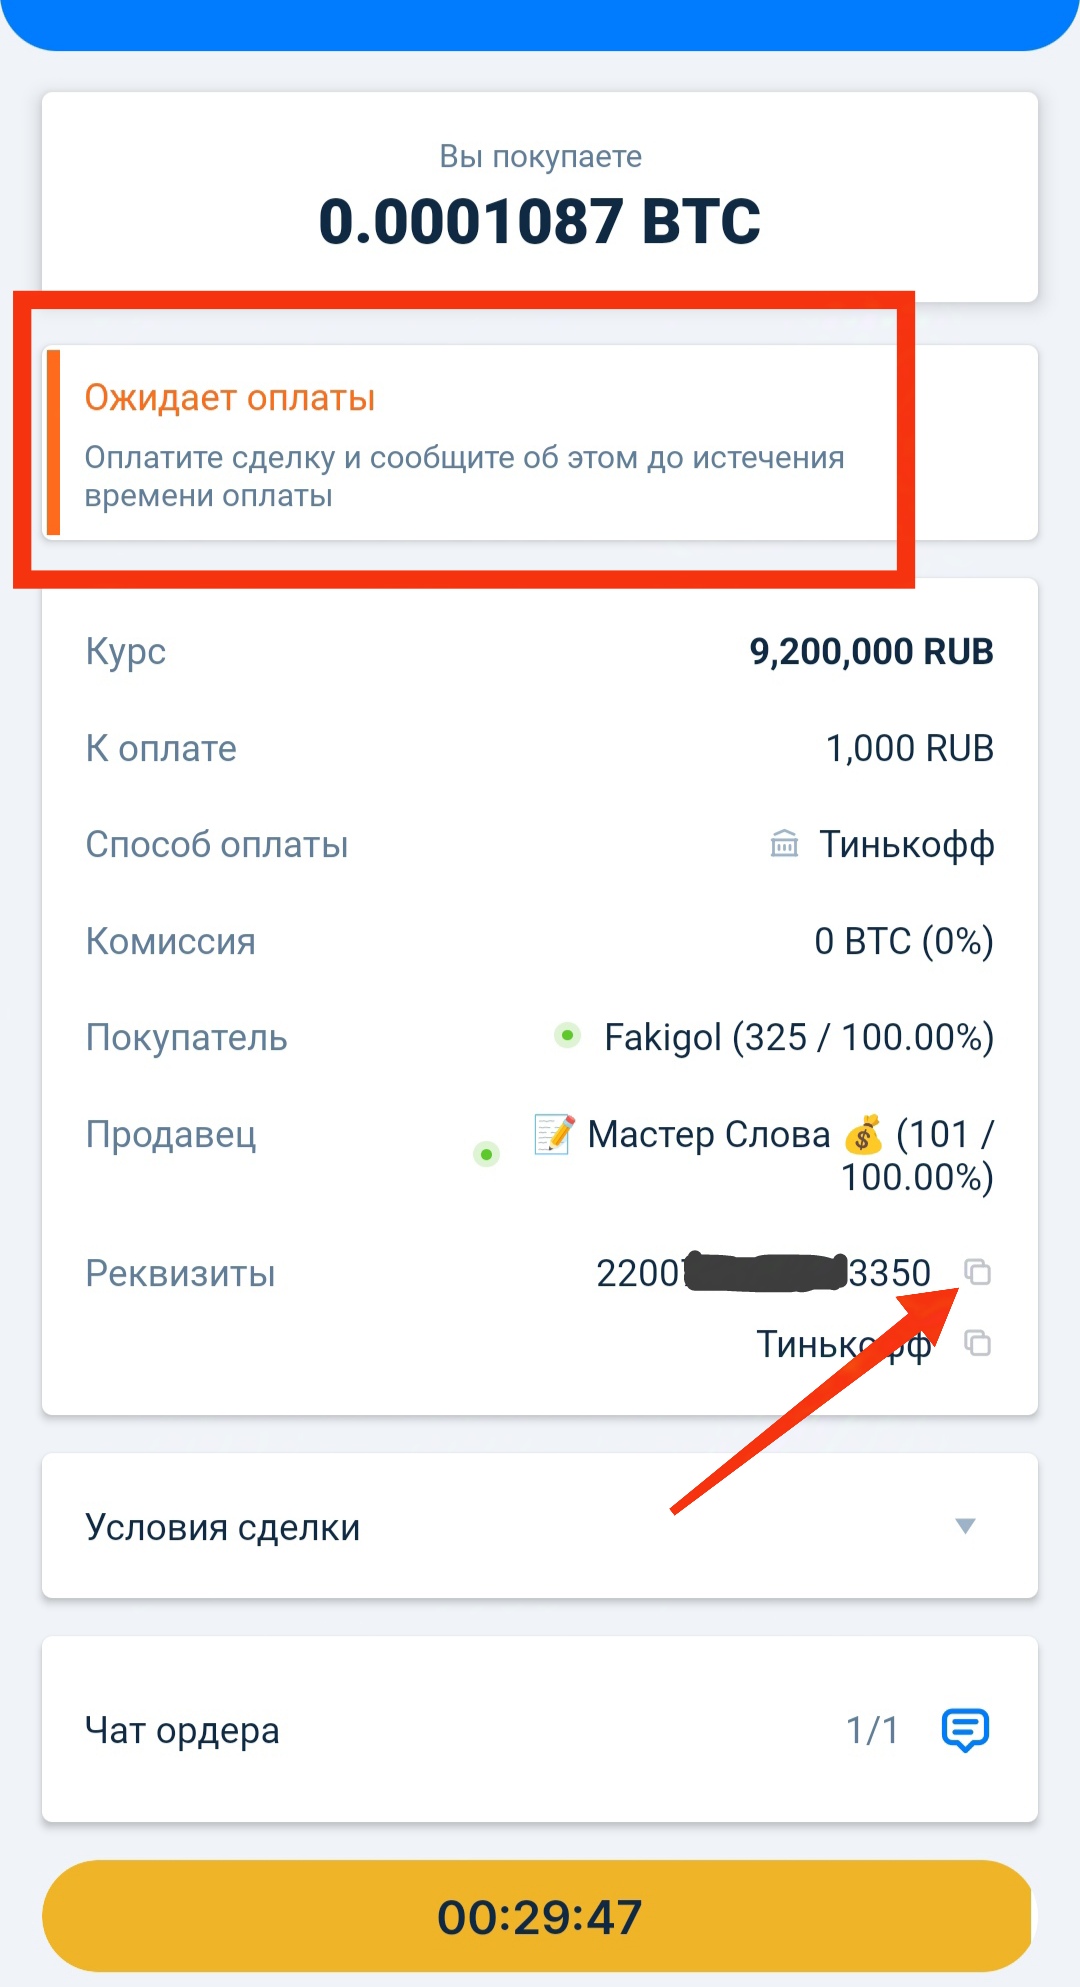 Вы покупаете
0.0001087 BTC
Ожидает оплаты
Оплатите сделку и сообщите об этом до истечения
времени оплаты
Курс 9,200,000 RUB
К оплате 1,000 RUB
Способ оплаты Тинькофф
Комиссия 0 BTC (0%)
Покупатель Fakigol (325 / 100.00%)
Продавец 📝 Мастер Слова 💰 (101 /
100.00%)
Реквизиты 2200 3350
Тинькофф
Условия сделки
Чат ордера 1/1
00:29:47